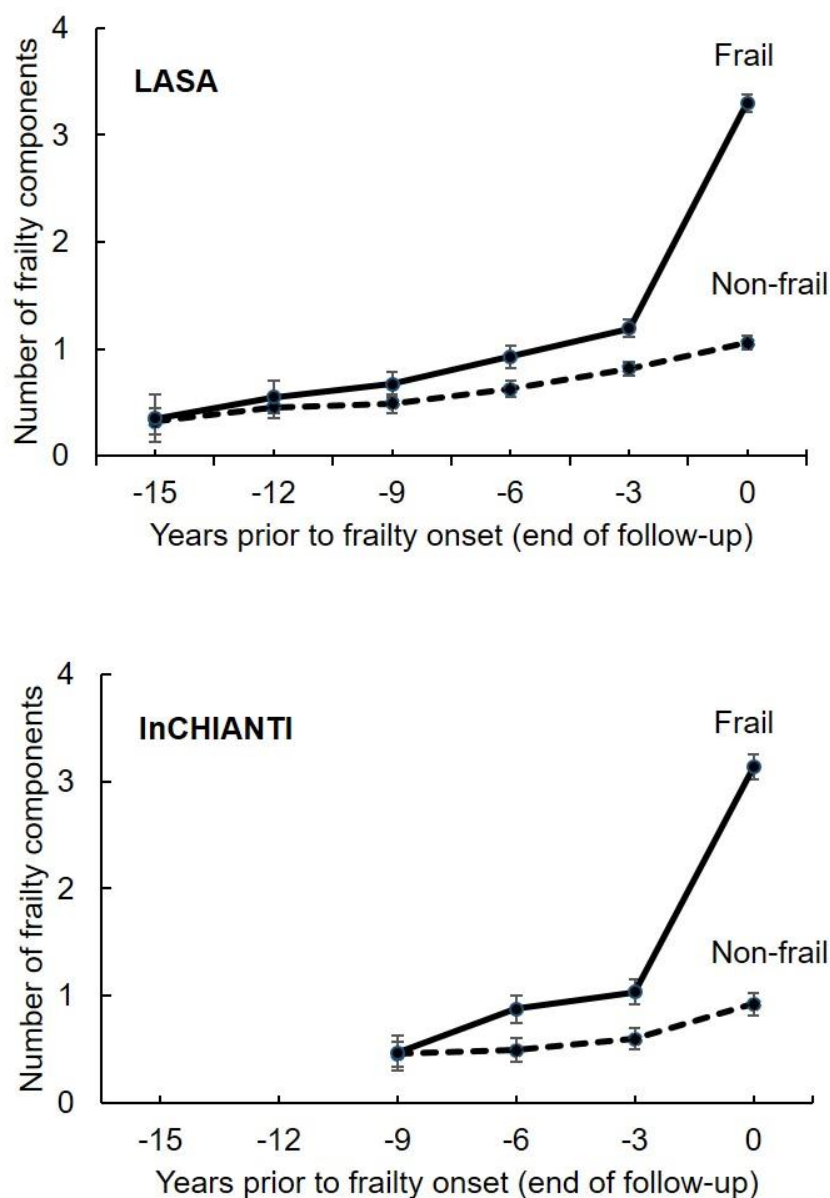 4
Frail
LASA
3
2
Non-frail
1
0
-15 -12 -9 -6 -3 0
Number of frailty components
Years prior to frailty onset (end of follow-up)
4
Frail
InCHIANTI
3
2
Non-frail
1
0
-15 -12 -9 -6 -3 0
Number of frailty components
Years prior to frailty onset (end of follow-up)